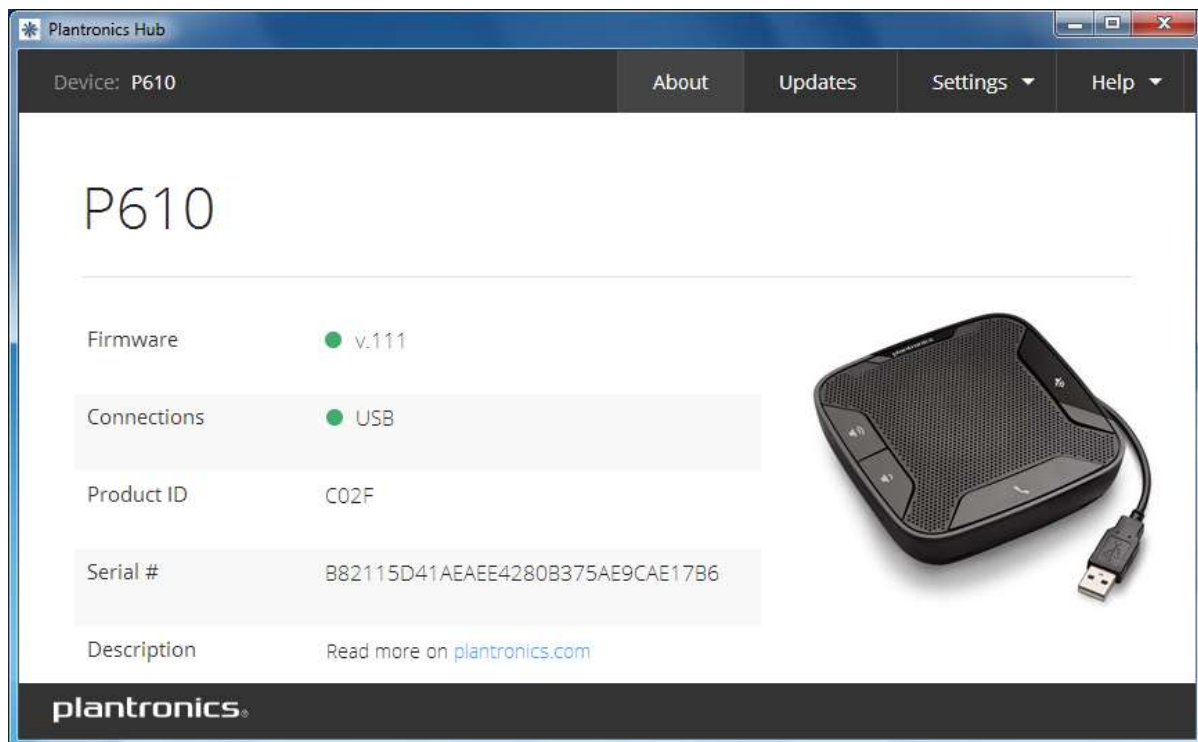 Plantronics Hub
Device: P610 About Updates Settings Help
P610
Firmware v.111
Connections USB
Product ID C02F
Serial # B82115D41AEAEE4280B375AE9CAE17B6
Description Read more on plantronics.com
plantronics
plantronics®